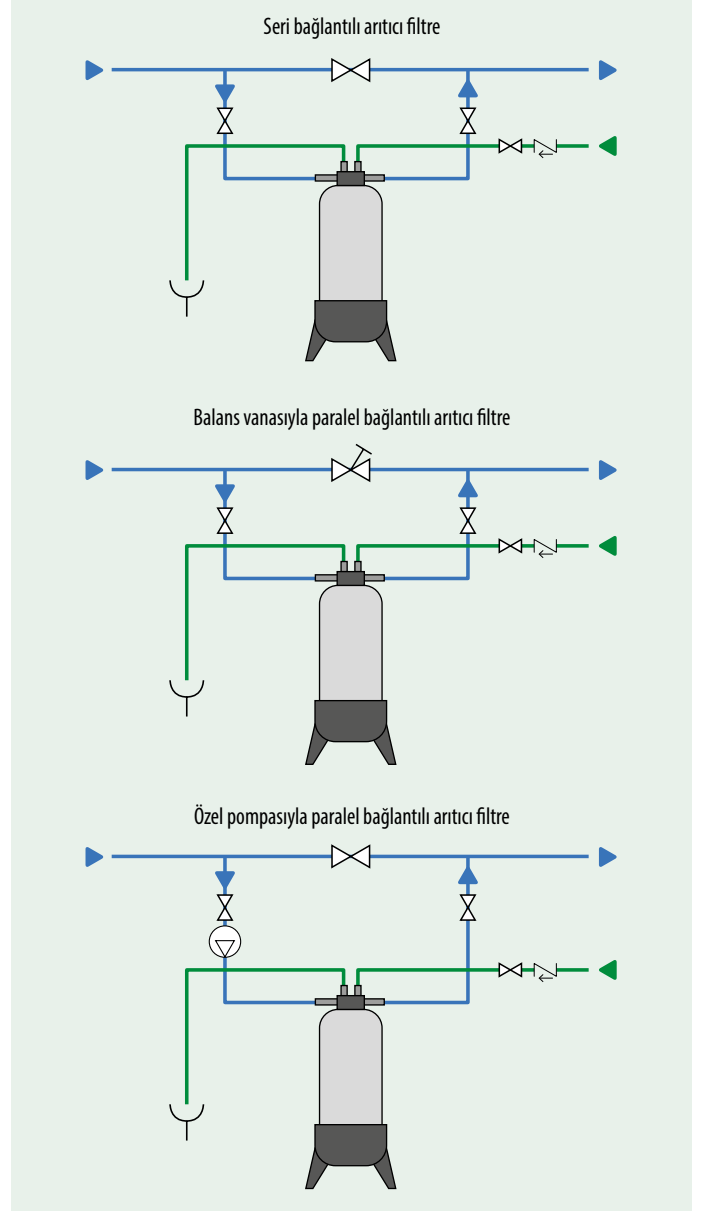 Seri bağlantılı arıtıcı filtre
Balans vanasıyla paralel bağlantılı arıtıcı filtre
Özel pompasıyla paralel bağlantılı arıtıcı filtre